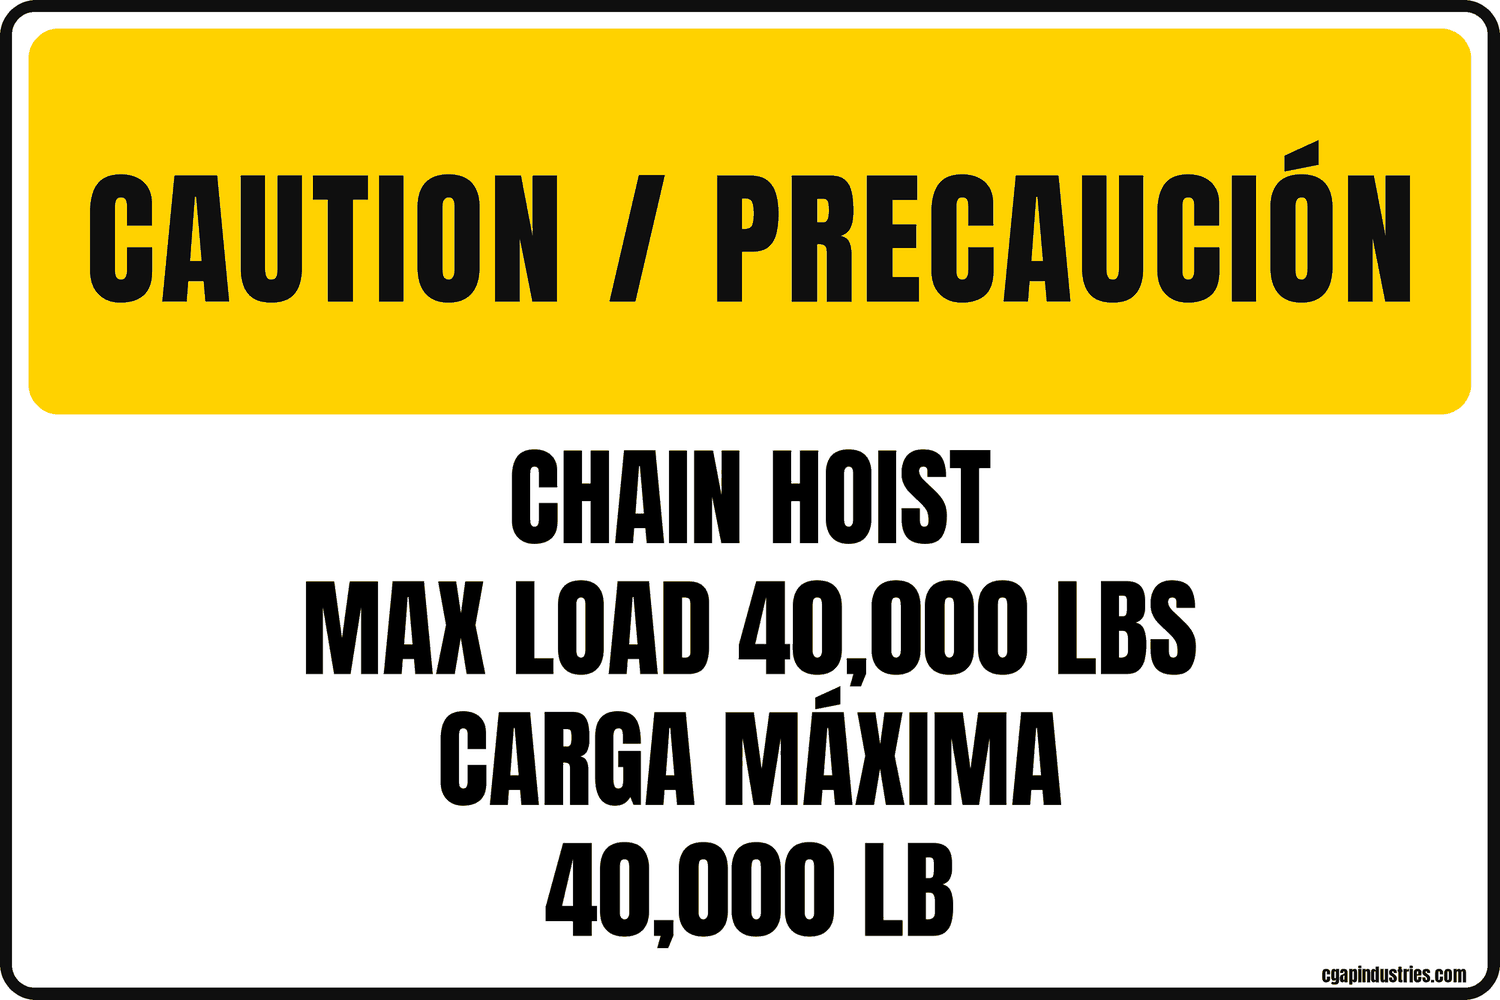 CAUTION / PRECAUCIÓN
CHAIN HOIST
MAX LOAD 40,000 LBS
CARGA MÁXIMA
40,000 LB
cgapindustries.com